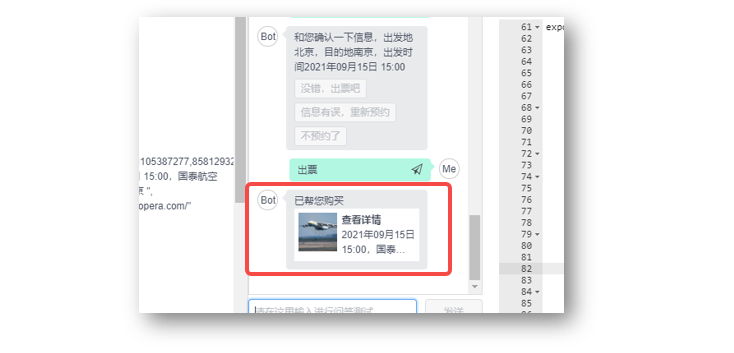 Bot
和您确认一下信息，出发地
北京，目的地南京，出发时
间2021年09月15日 15:00
没错，出票吧
信息有误，重新预约
不预约了
105387277,85812932
出票
Me
15:00，国泰航空
opera.com/"
Bot
已帮您购买
查看详情
2021年09月15日
15:00，国泰...
请在这里输入进行问答测试
发送
61
expo
62
63
64
65
66
67
68
69
70
71
72
73
74
75
76
77
78
79
80
81
82
83
84
85